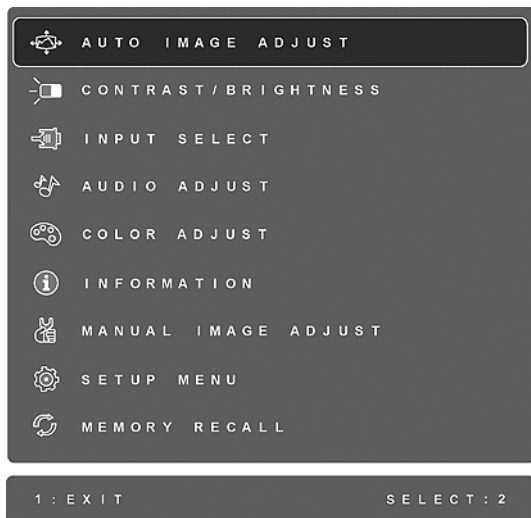 AUTO IMAGE ADJUST
CONTRAST/BRIGHTNESS
INPUT SELECT
AUDIO ADJUST
COLOR ADJUST
INFORMATION
MANUAL IMAGE ADJUST
SETUP MENU
MEMORY RECALL
1:EXIT SELECT:2